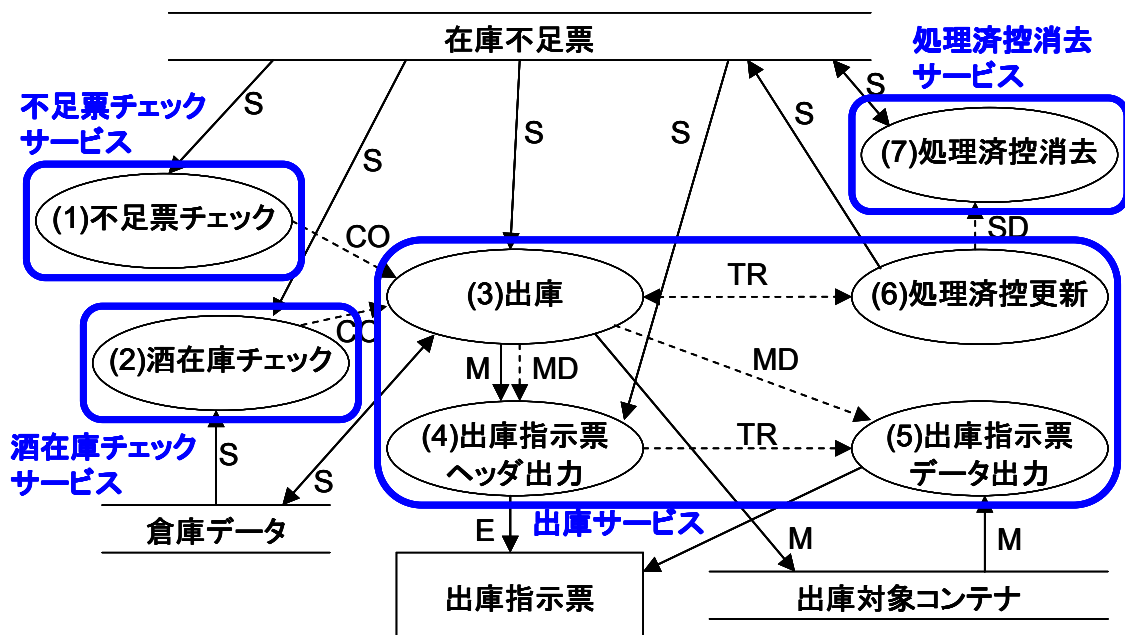 在庫不足票
処理済控消去
サービス
不足票チェック
サービス
S
S
S
S
S
S
(7)処理済控消去
(1)不足票チェック
CO
SD
(3)出庫
TR
(6)処理済控更新
CO
(2)酒在庫チェック
M
MD
MD
酒在庫チェック
サービス
S
S
(4)出庫指示票
ヘッダ出力
TR
(5)出庫指示票
データ出力
倉庫データ
E
出庫サービス
M
M
出庫指示票
出庫対象コンテナ